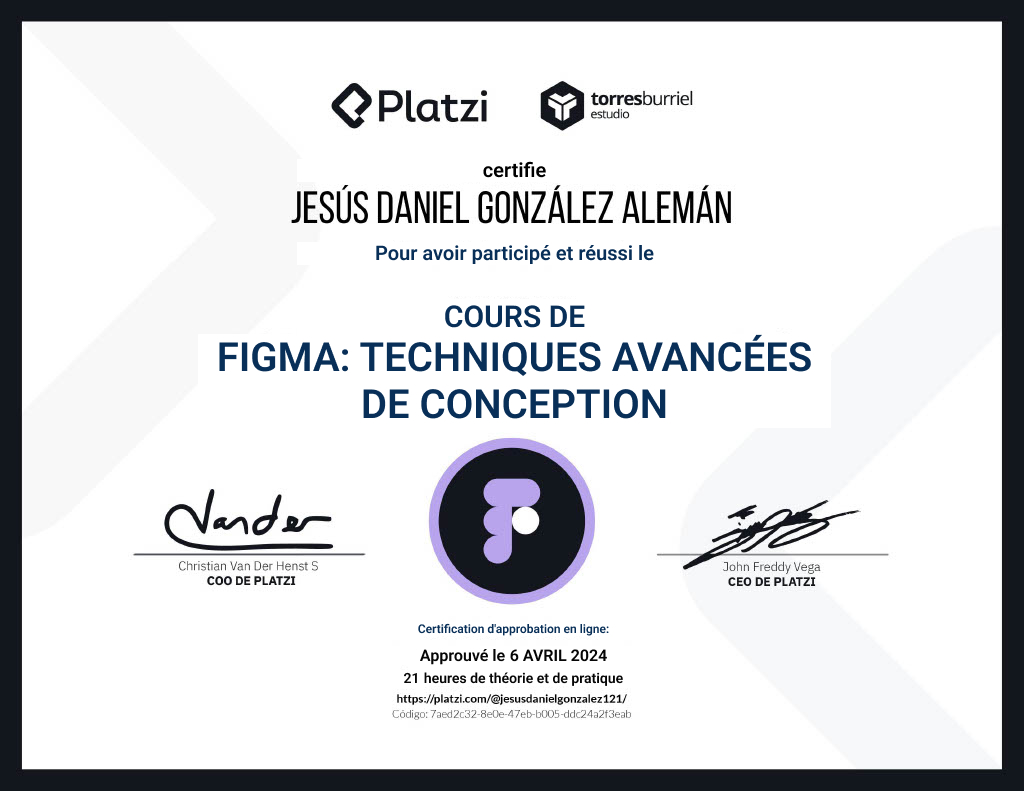 Platzi
torresburriel
estudio
certifie
JESÚS DANIEL GONZÁLEZ ALEMÁN
Pour avoir participé et réussi le
COURS DE
FIGMA: TECHNIQUES AVANCÉES
DE CONCEPTION
Vander
Christian Van Der Henst S
COO DE PLATZI
John Freddy Vega
CEO DE PLATZI
Certification d'approbation en ligne:
Approuvé le 6 AVRIL 2024
21 heures de théorie et de pratique
https://platzi.com/@jesusdanielgonzalez121/
Código: 7aed2c32-8e0e-47eb-b005-ddc24a2f3eab